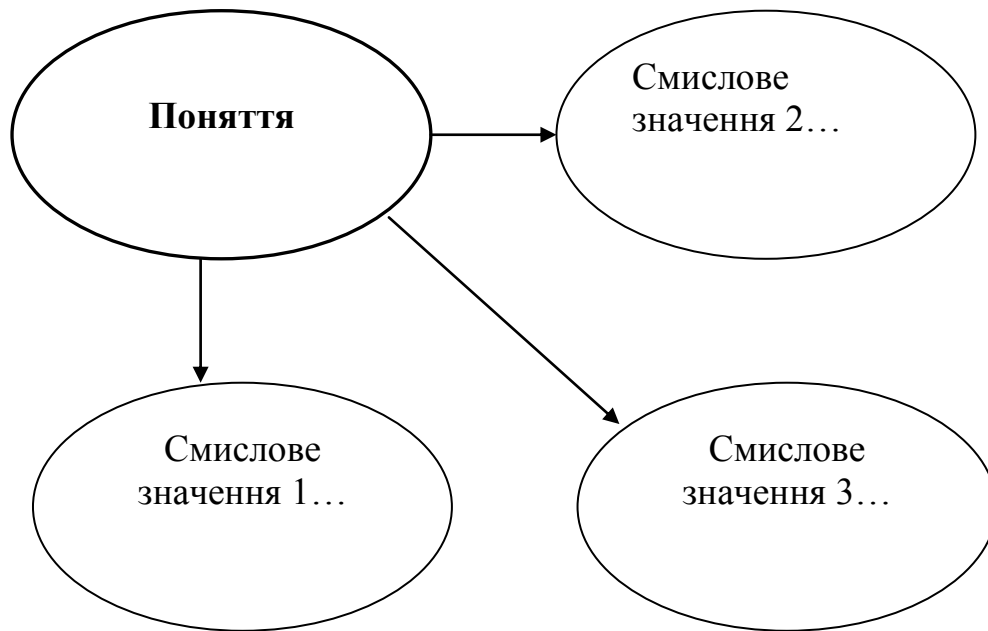 Поняття
Смислове
значення 2…
Смислове
значення 1…
Смислове
значення 3…